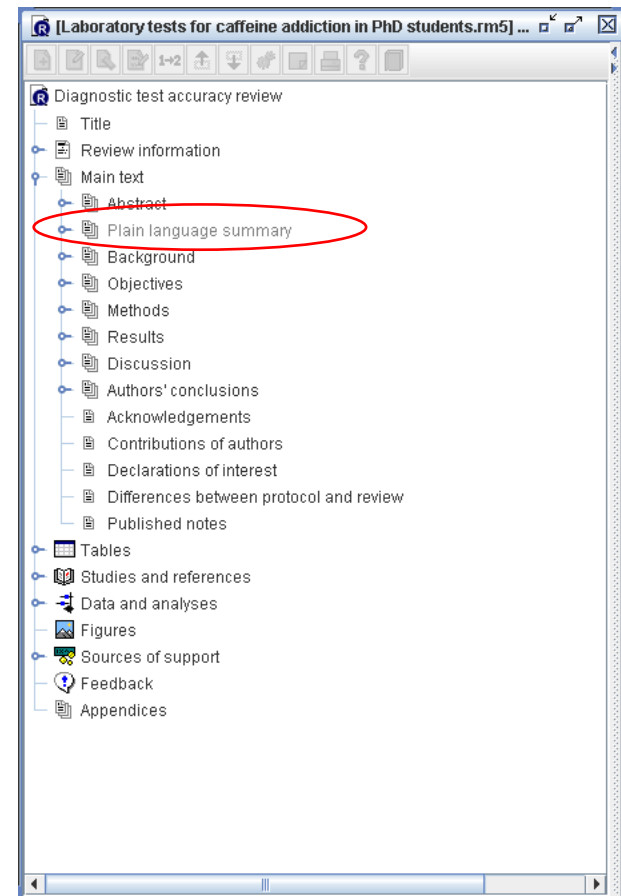 [Laboratory tests for caffeine addiction in PhD students.rm5] ...
1→2 ?
Diagnostic test accuracy review
Title
Review information
Main text
Abstract
Plain language summary
Background
Objectives
Methods
Results
Discussion
Authors' conclusions
Acknowledgements
Contributions of authors
Declarations of interest
Differences between protocol and review
Published notes
Tables
Studies and references
Data and analyses
Figures
Sources of support
Feedback
Appendices